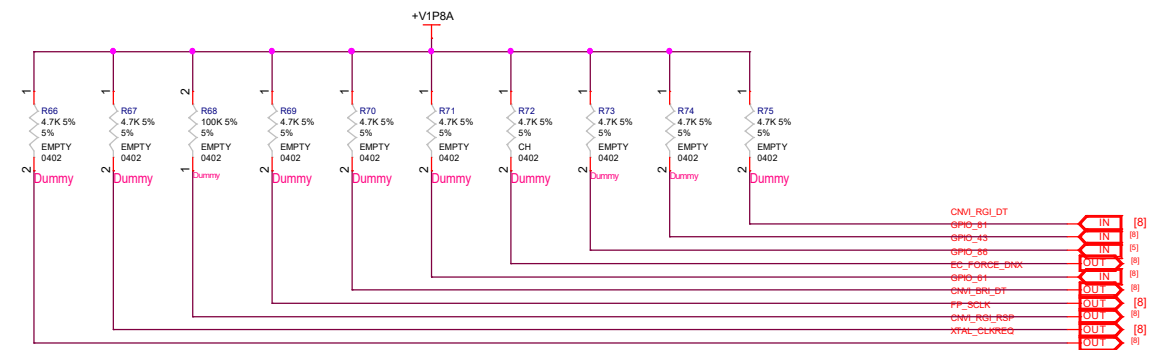 +V1P8A
1 1 2 1 1 1 1 1 1 1
R66 R67 R68 R69 R70 R71 R72 R73 R74 R75
4.7K 5% 4.7K 5% 100K 5% 4.7K 5% 4.7K 5% 4.7K 5% 4.7K 5% 4.7K 5% 4.7K 5% 4.7K 5%
5% 5% 5% 5% 5% 5% 5% 5% 5% 5%
EMPTY EMPTY EMPTY EMPTY EMPTY EMPTY CH EMPTY EMPTY EMPTY
0402 0402 0402 0402 0402 0402 0402 0402 0402 0402
2 2 1 2 2 2 2 2 2 2
Dummy Dummy Dummy Dummy Dummy Dummy Dummy Dummy Dummy
CNVI_RGI_DT IN [8]
GPIO_81 IN [8]
GPIO_43 IN [5]
GPIO_86 OUT [8]
EC_FORCE_DNX IN [8]
GPIO_61 OUT [8]
CNVI_BRI_DT OUT [8]
FP_SCLK OUT [8]
CNVI_RGI_RSP OUT [8]
XTAL_CLKREQ OUT [8]